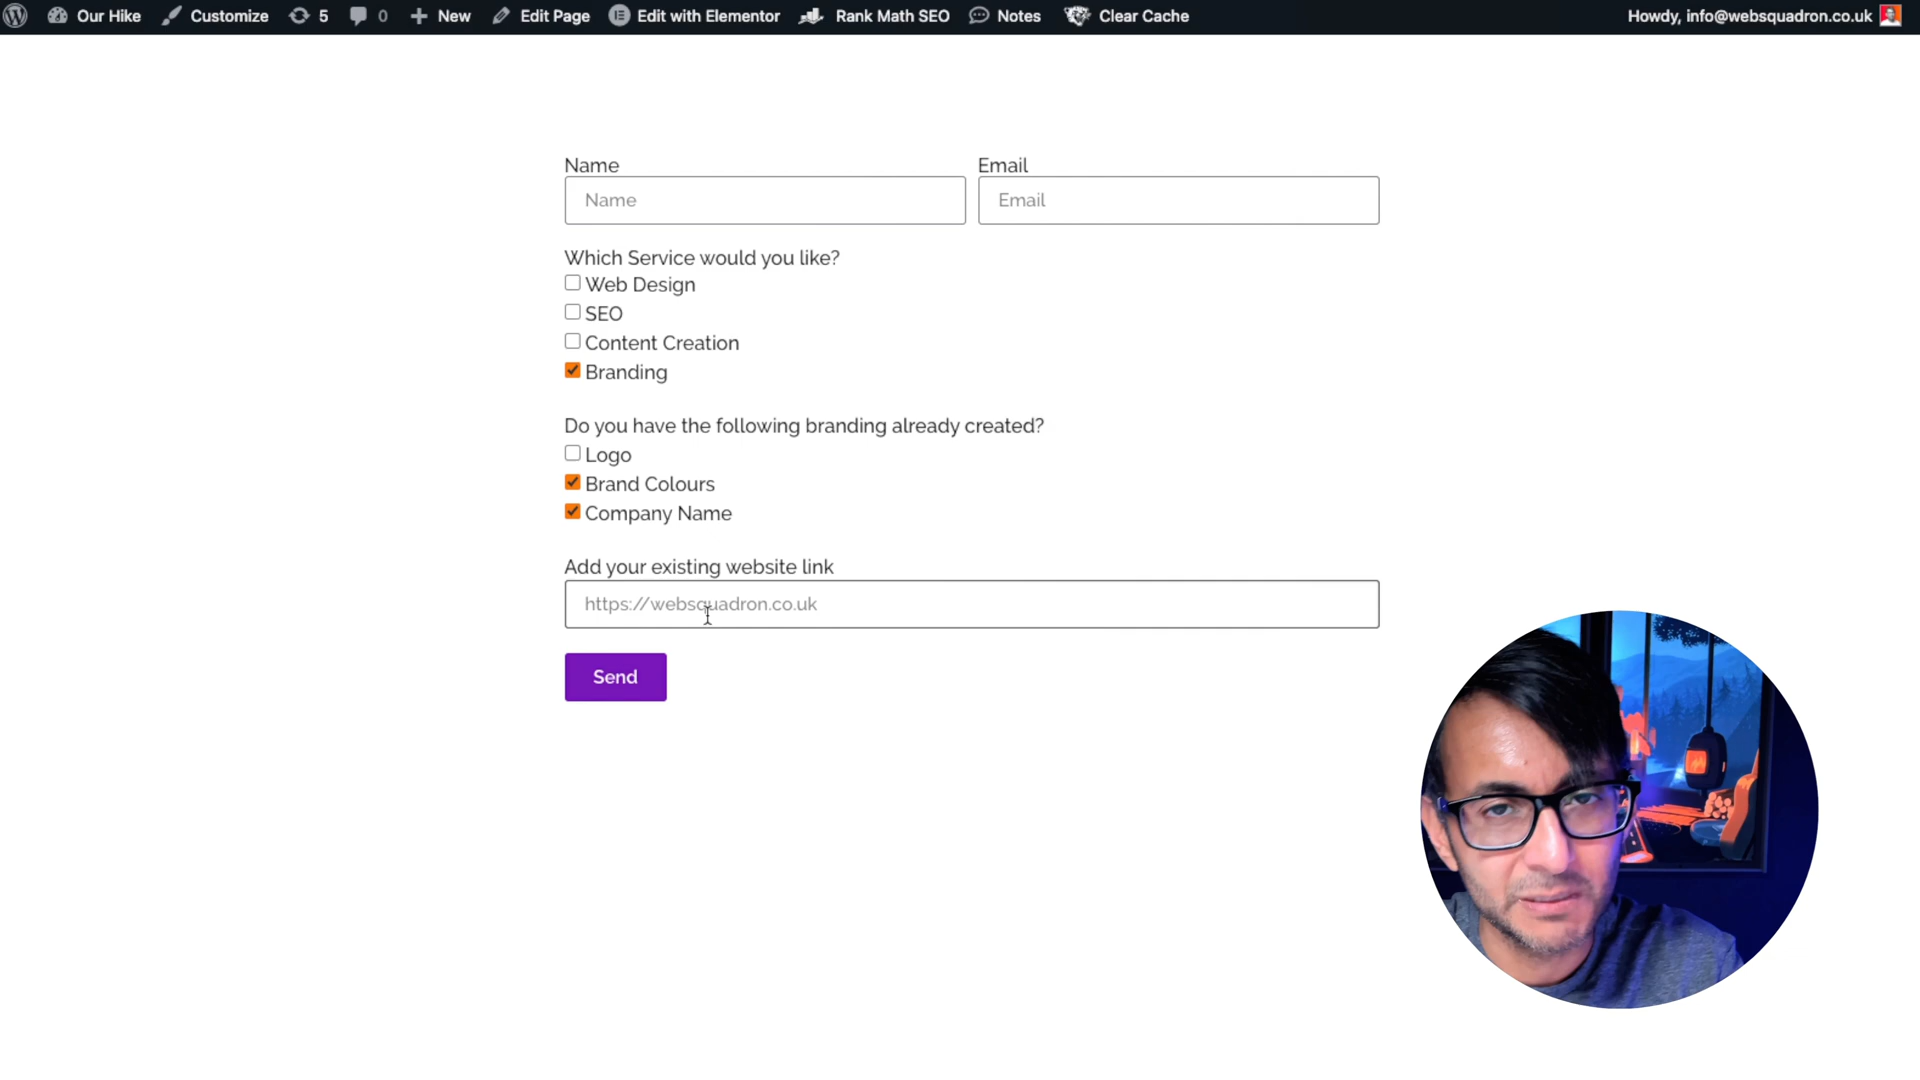 Our Hike Customize 5 0 New Edit Page Edit with Elementor Rank Math SEO Notes Clear Cache Howdy, info@websquadron.co.uk
Name Email
Name Email
Which Service would you like?
Web Design
SEO
Content Creation
Branding
Do you have the following branding already created?
Logo
Brand Colours
Company Name
Add your existing website link
https://websquadron.co.uk
Send